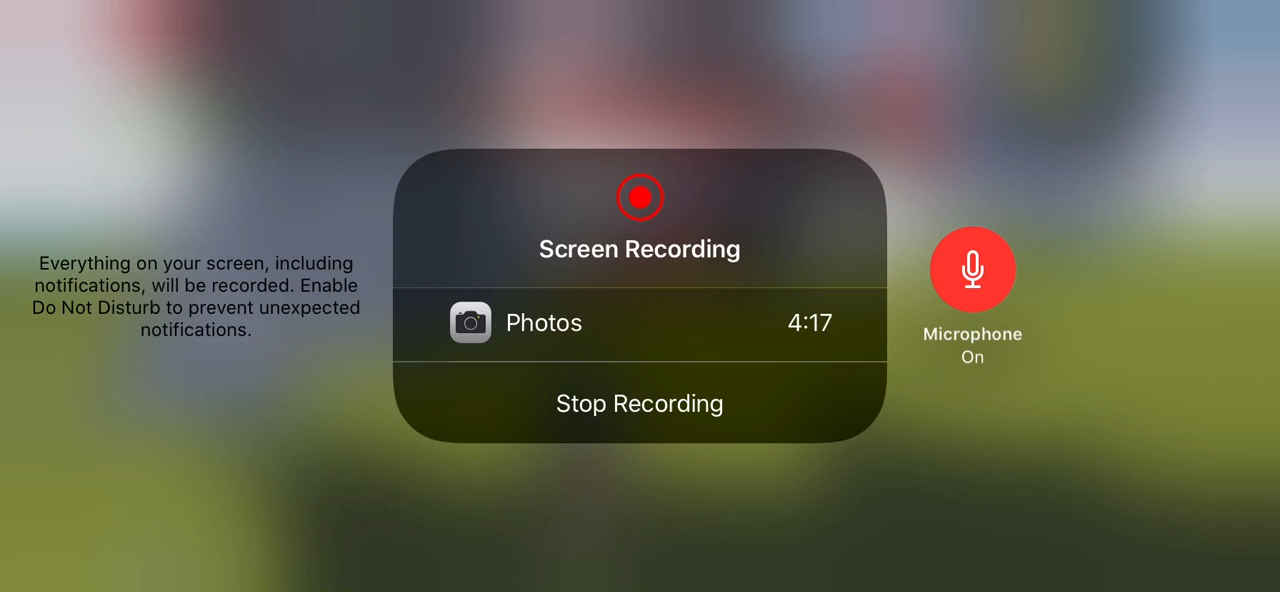 Everything on your screen, including
notifications, will be recorded. Enable
Do Not Disturb to prevent unexpected
notifications.
Screen Recording
Photos 4:17
Stop Recording
Microphone
On